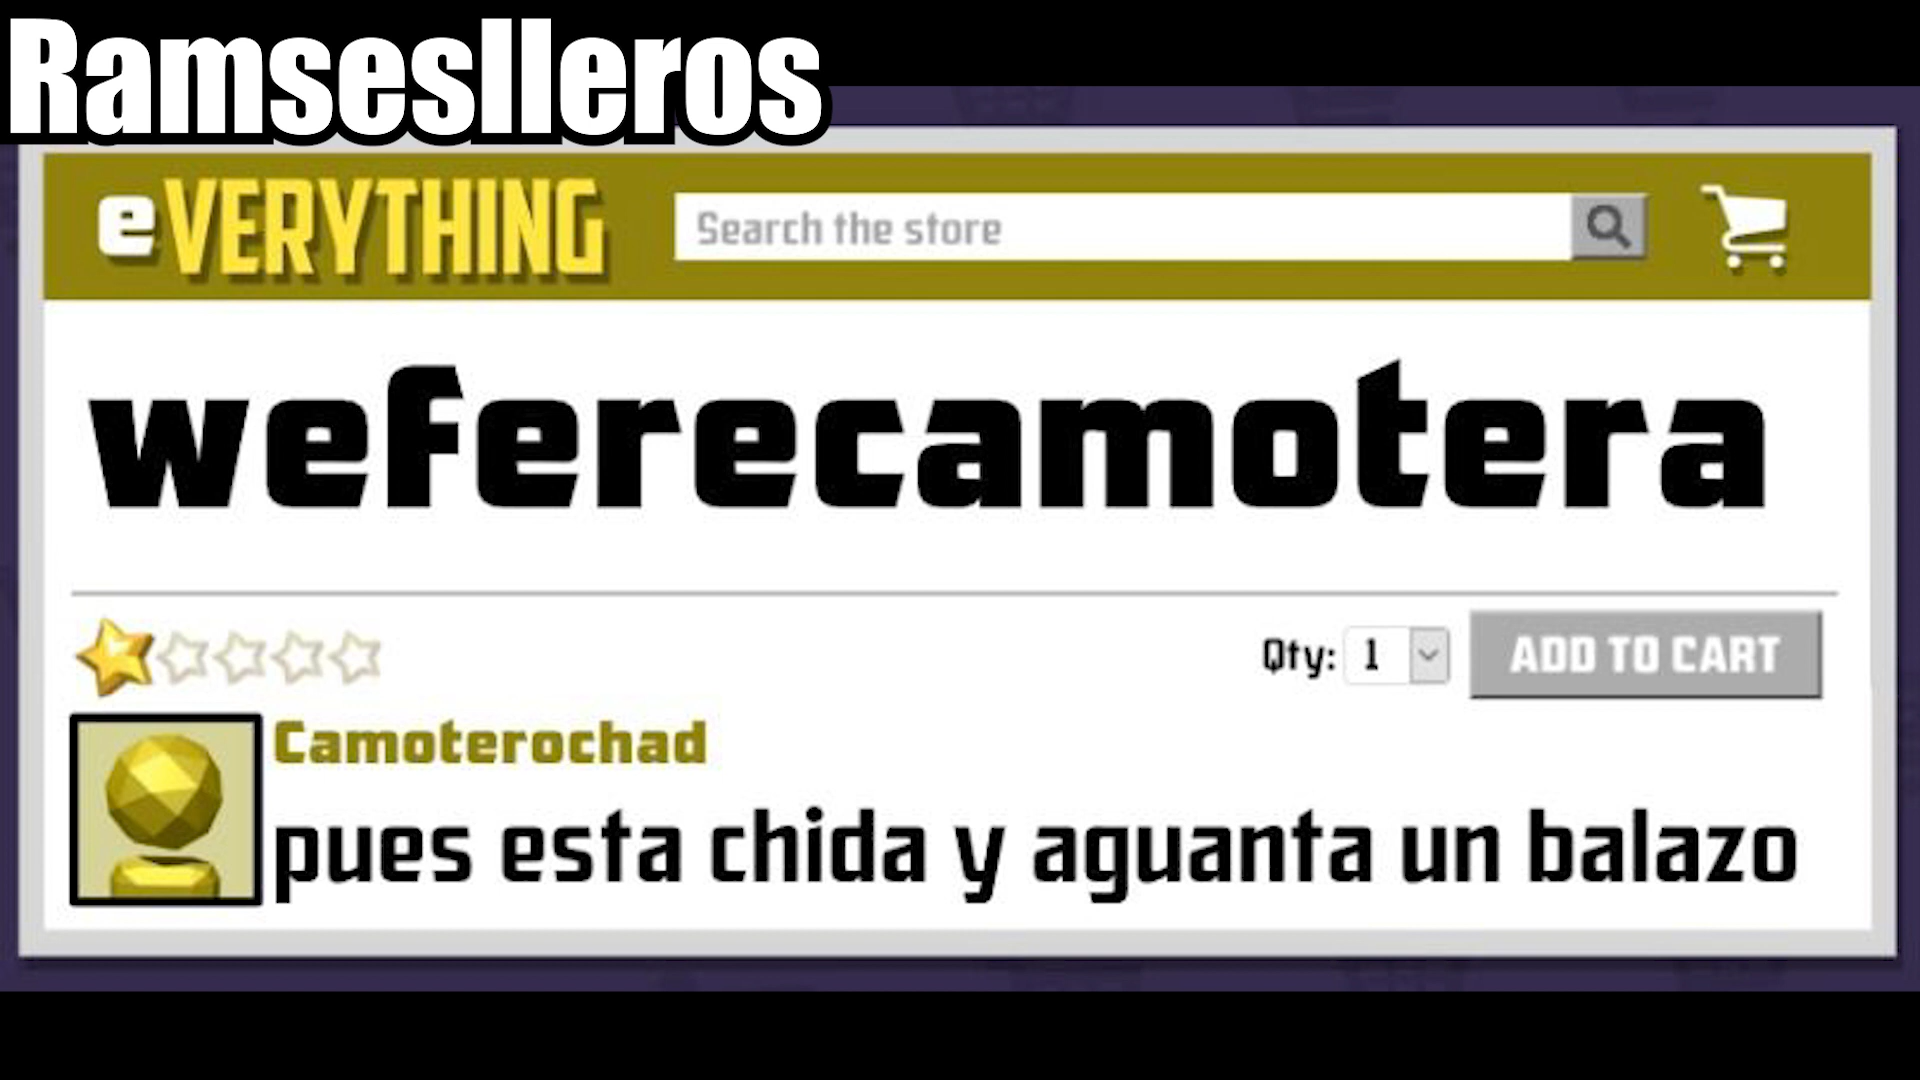 Ramseslleros
eVERYTHING
Search the store
weferecamotera
Qty: 1
ADD TO CART
Camoterochad
pues esta chida y aguanta un balazo